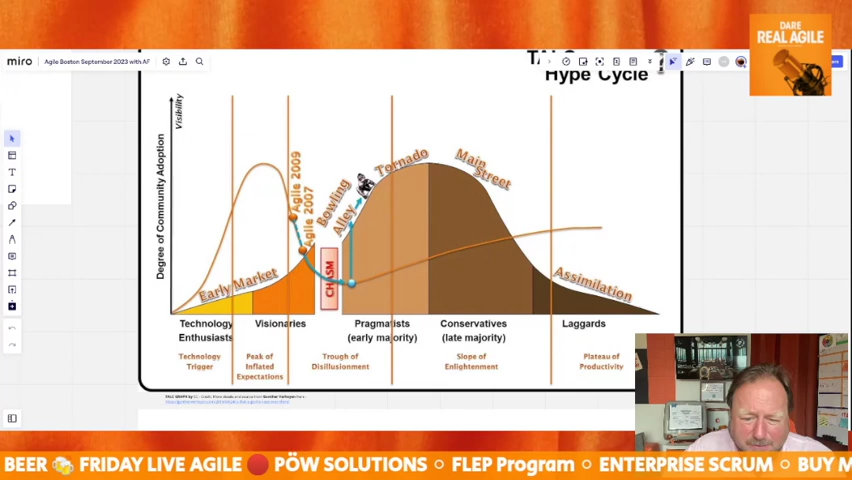 DARE
REAL AGILE
miro
Agile Boston September 2023 with AF
Hype Cycle
Visibility
Degree of Community Adoption
Agile 2009
Agile 2007
Early Market
CHASM
Bowling
Alley
Tornado
Main
Street
Assimilation
Technology
Enthusiasts
Visionaries
Pragmatists
(early majority)
Conservatives
(late majority)
Laggards
Technology
Trigger
Peak of
Inflated
Expectations
Trough of
Disillusionment
Slope of
Enlightenment
Plateau of
Productivity
BEER 🍻 FRIDAY LIVE AGILE 🔴 PÖW SOLUTIONS ○ FLEP Program ○ ENTERPRISE SCRUM ○ BUY M